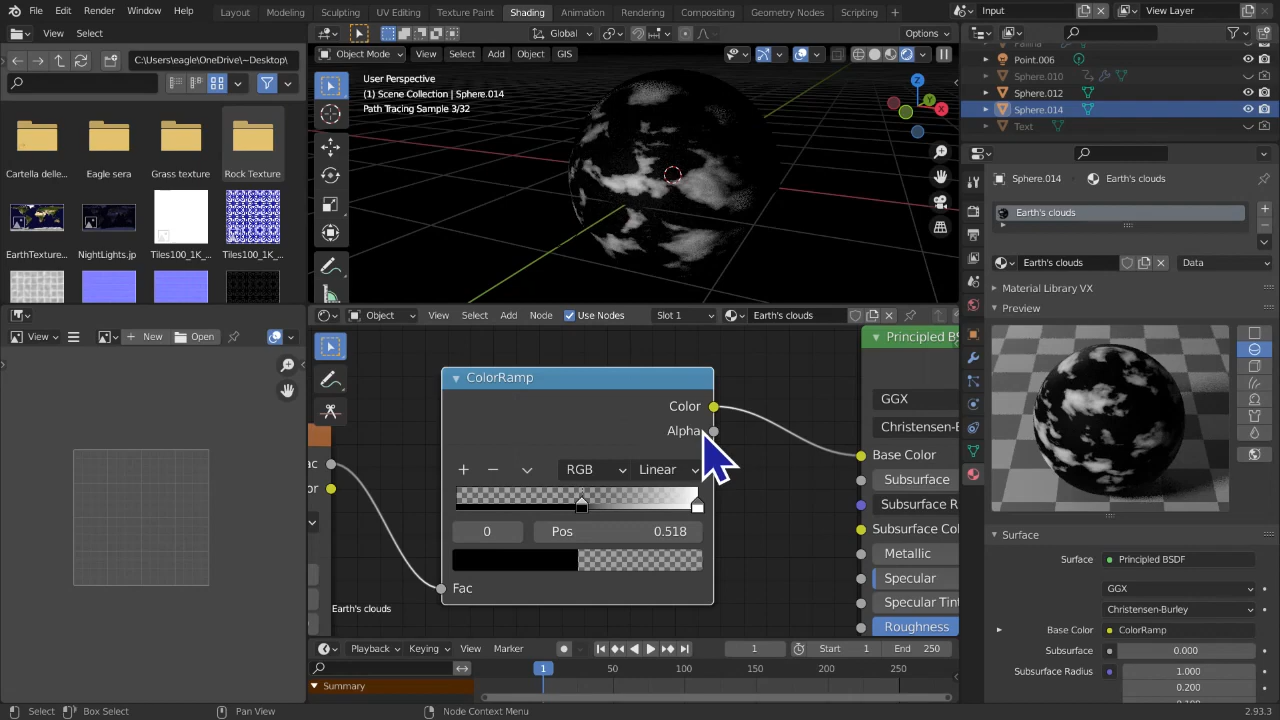 File Edit Render Window Help Layout Modeling Sculpting UV Editing Texture Paint Shading Animation Rendering Compositing Geometry Nodes Scripting + Input View Layer
View Select Global Options
C:\Users\eagle\OneDrive\~Desktop\
Object Mode View Select Add Object GIS
User Perspective
(1) Scene Collection | Sphere.014
Path Tracing Sample 3/32
X Y Z
Cartella delle... Eagle sera Grass texture Rock Texture
EarthTexture... NightLights.jp Tiles100_1K_... Tiles100_1K_...
Point.006
Sphere.010
Sphere.012
Sphere.014
Text
Sphere.014 Earth's clouds
Earth's clouds
Earth's clouds Data
Material Library VX
Preview
Surface
Surface Principled BSDF
GGX
Christensen-Burley
Base Color ColorRamp
Subsurface 0.000
Subsurface Radius 1.000
0.200
View New Open
Object View Select Add Node Use Nodes Slot 1 Earth's clouds
ColorRamp
Color
Alpha
RGB Linear
0 Pos 0.518
Fac
Earth's clouds
Principled BSDF
GGX
Christensen-B
Base Color
Subsurface
Subsurface R
Subsurface Col
Metallic
Specular
Specular Tint
Roughness
Playback Keying View Marker 1 Start 1 End 250
1 50 100 150 200 250
Summary
Select Box Select Pan View Node Context Menu 2.93.3